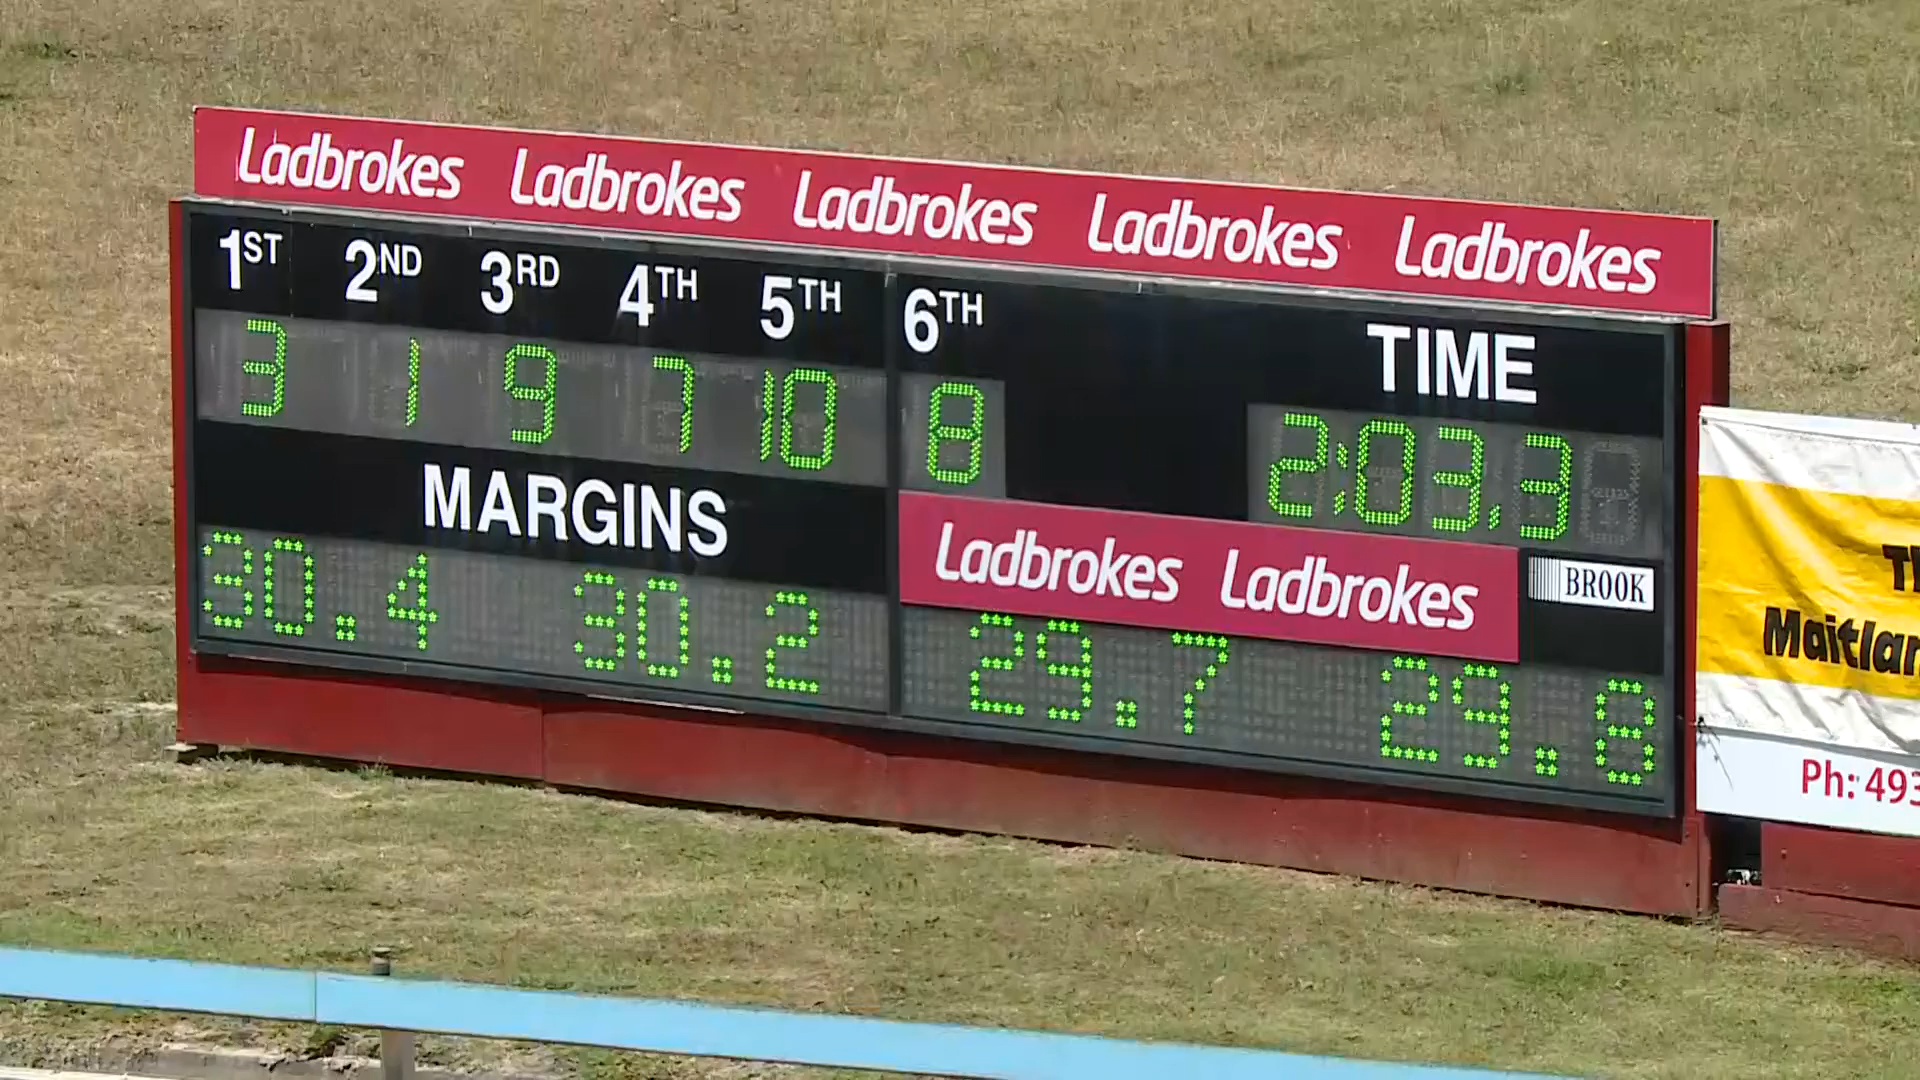 Ladbrokes Ladbrokes Ladbrokes Ladbrokes Ladbrokes
1ST 2ND 3RD 4TH 5TH 6TH TIME
3 1 9 7 10 8 2:03.3
MARGINS
Ladbrokes Ladbrokes BROOK
30.4 30.2 29.7 29.8
Maitlan
Ph: 493